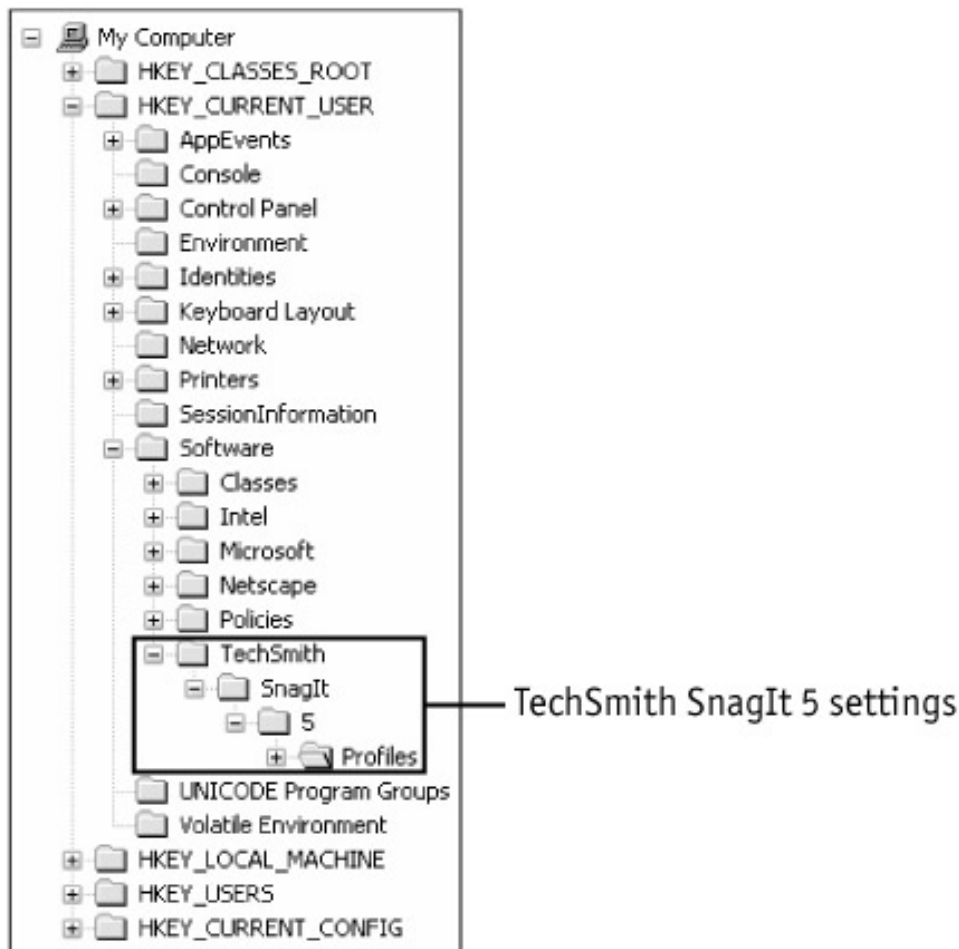 My Computer
HKEY_CLASSES_ROOT
HKEY_CURRENT_USER
AppEvents
Console
Control Panel
Environment
Identities
Keyboard Layout
Network
Printers
SessionInformation
Software
Classes
Intel
Microsoft
Netscape
Policies
TechSmith
SnagIt
5
Profiles
TechSmith SnagIt 5 settings
UNICODE Program Groups
Volatile Environment
HKEY_LOCAL_MACHINE
HKEY_USERS
HKEY_CURRENT_CONFIG